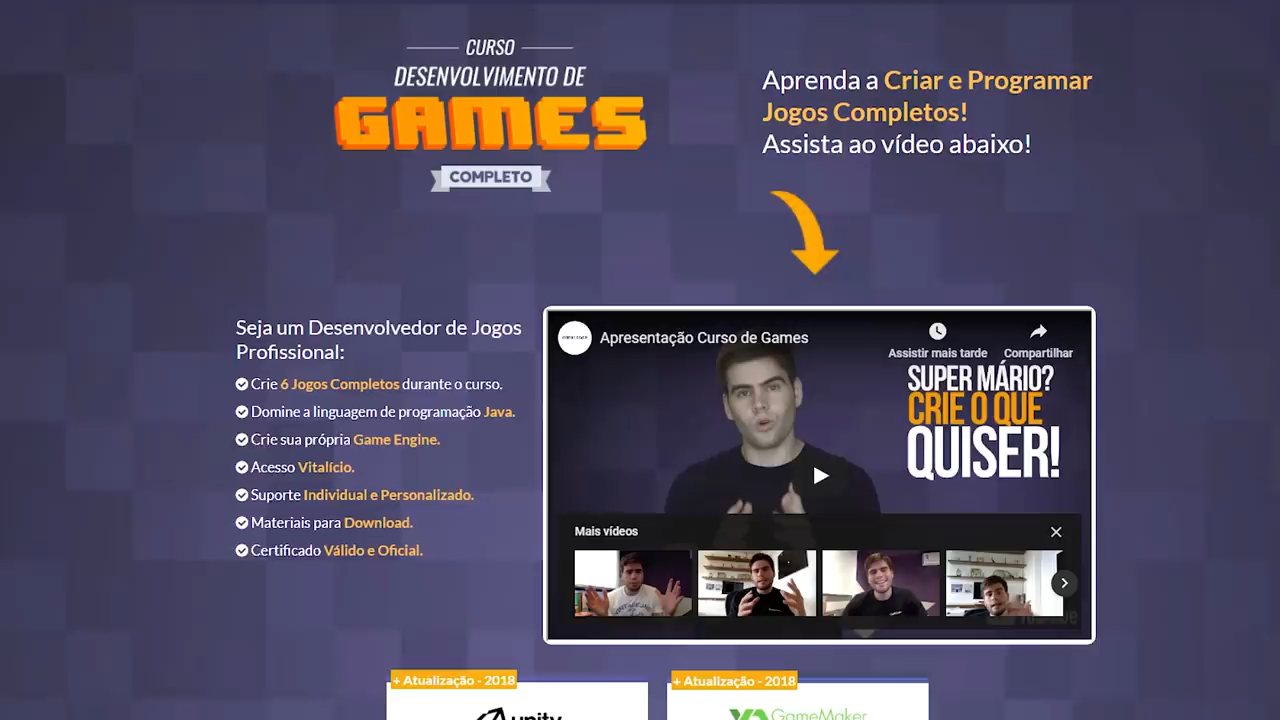 CURSO
DESENVOLVIMENTO DE
GAMES
COMPLETO
Aprenda a Criar e Programar
Jogos Completos!
Assista ao vídeo abaixo!
Seja um Desenvolvedor de Jogos
Profissional:
Crie 6 Jogos Completos durante o curso.
Domine a linguagem de programação Java.
Crie sua própria Game Engine.
Acesso Vitalício.
Suporte Individual e Personalizado.
Materiais para Download.
Certificado Válido e Oficial.
Apresentação Curso de Games
Assistir mais tarde
Compartilhar
SUPER MÁRIO?
CRIE O QUE
QUISER!
Mais vídeos
+ Atualização - 2018
unity
+ Atualização - 2018
GameMaker